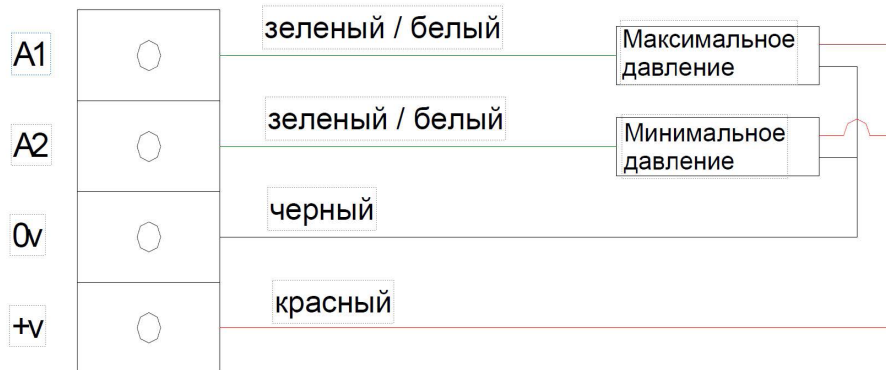 A1
зеленый / белый
Максимальное
давление
A2
зеленый / белый
Минимальное
давление
0v
черный
+v
красный